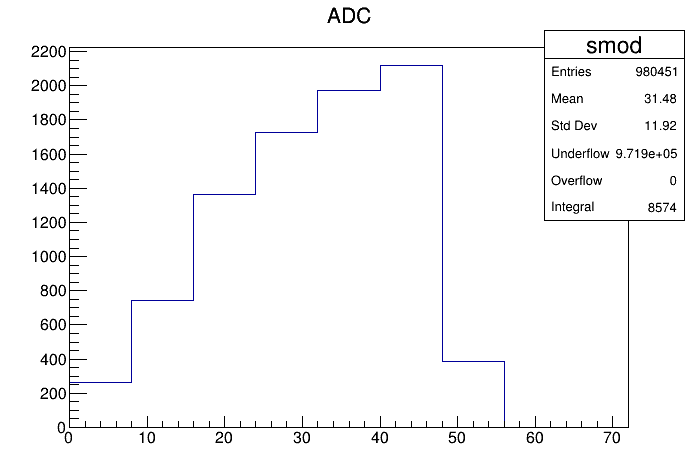 ADC
smod
Entries 980451
Mean 31.48
Std Dev 11.92
Underflow 9.719e+05
Overflow 0
Integral 8574
2200
2000
1800
1600
1400
1200
1000
800
600
400
200
0
0 10 20 30 40 50 60 70